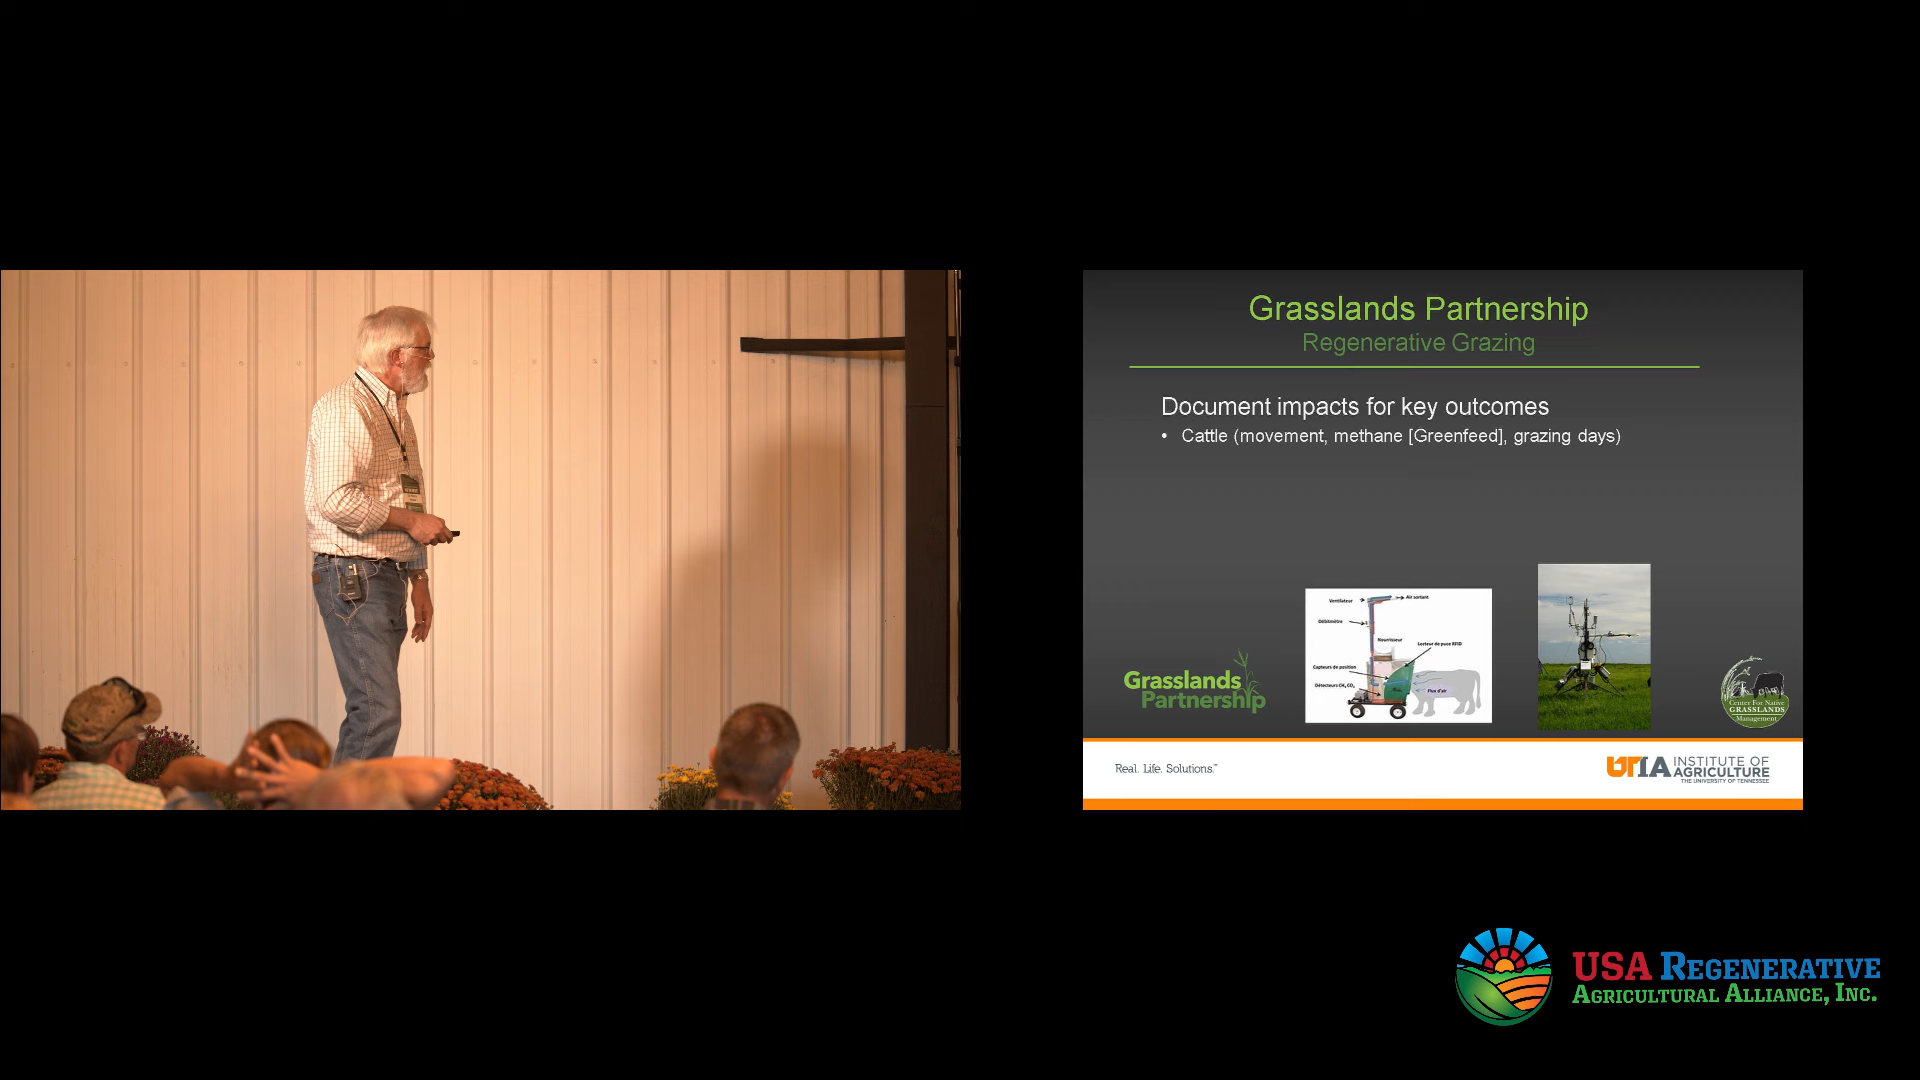 Grasslands Partnership
Regenerative Grazing
Document impacts for key outcomes
• Cattle (movement, methane [Greenfeed], grazing days)
Ventilateur
Air sortant
Débitmètre
Nourrisseur
Lecteur de puce RFID
Capteurs de position
Détecteurs CH4 CO2
Flux d'air
Grasslands
Partnership
Center For Native
GRASSLANDS
Management
Real. Life. Solutions.™
UTIA INSTITUTE OF
AGRICULTURE
THE UNIVERSITY OF TENNESSEE
USA REGENERATIVE
AGRICULTURAL ALLIANCE, INC.